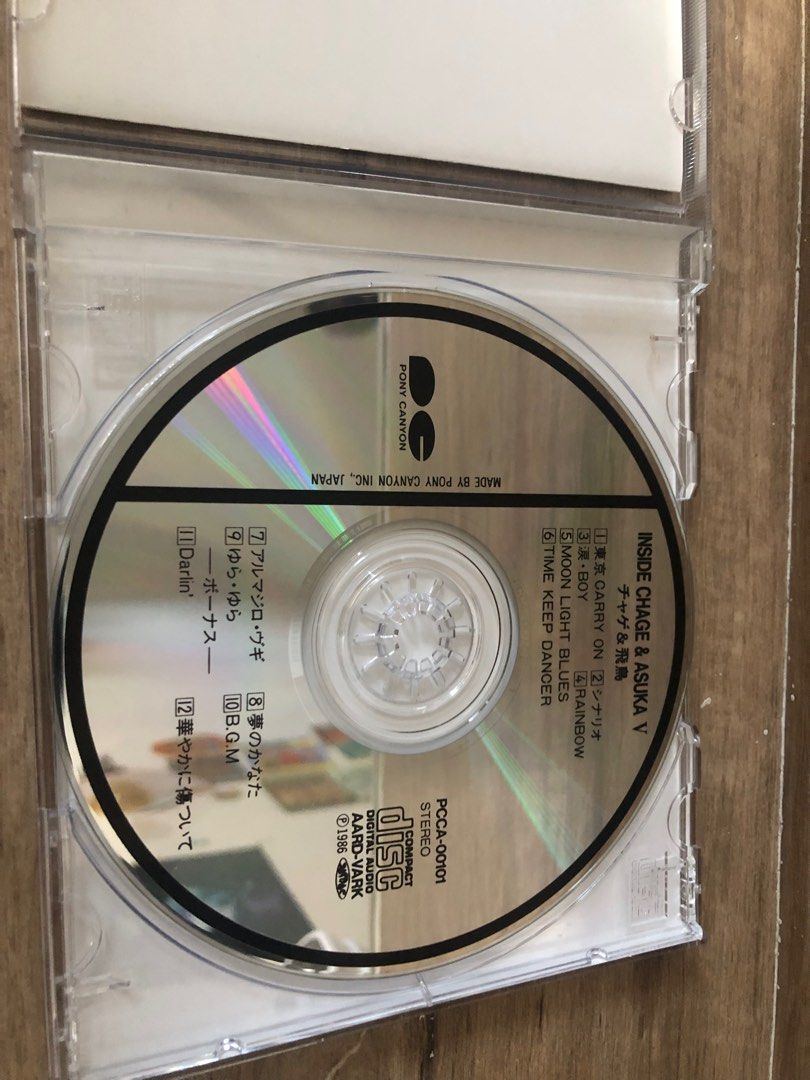 PONY CANYON
MADE BY PONY CANYON INC., JAPAN
INSIDE CHAGE & ASUKA V
チャゲ&飛鳥
1 東京 CARRY ON 2 シナリオ
3 涙・BOY 4 RAINBOW
5 MOON LIGHT BLUES
6 TIME KEEP DANCER
PCCA-00101
STEREO
COMPACT
disc
DIGITAL AUDIO
AARD-VARK
Ⓟ1986
7 アルマジロ・ヴギ 8 夢のかなた
9 ゆら・ゆら 10 B.G.M
—ボーナス—
11 Darlin' 12 華やかに傷ついて